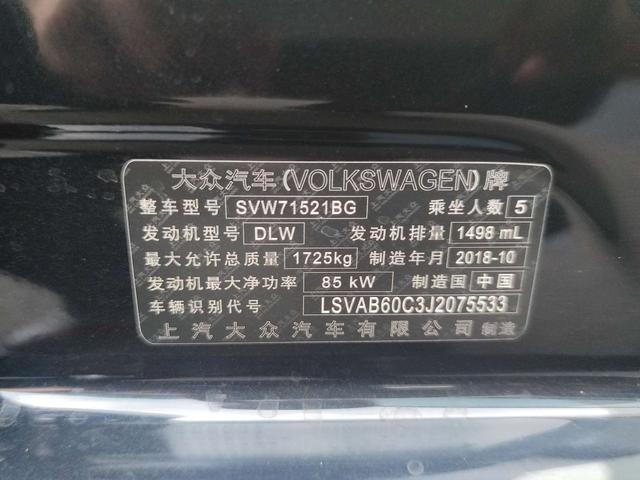 大众汽车(VOLKSWAGEN)牌
整车型号 SVW71521BG 乘坐人数 5
发动机型号 DLW 发动机排量 1498 mL
最大允许总质量 1725kg 制造年月 2018-10
发动机最大净功率 85 kW 制造国 中国
车辆识别代号 LSVAB60C3J2075533
上汽大众汽车有限公司 制造